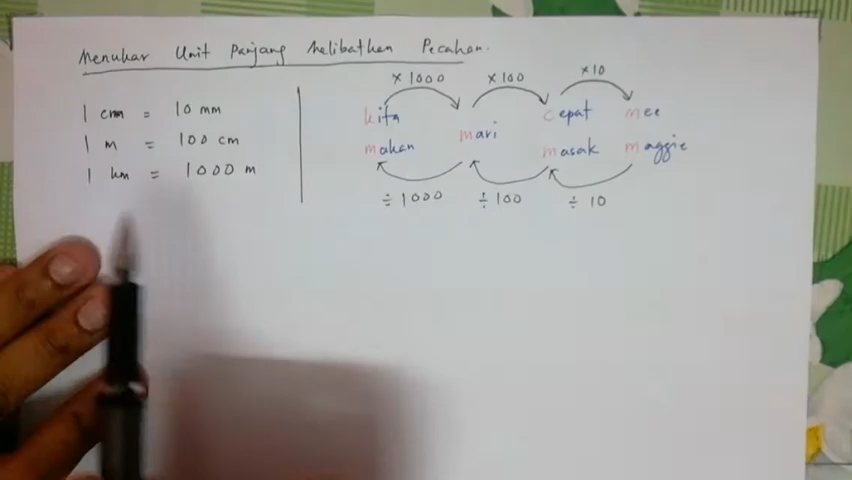 Menukar Unit Panjang Melibatkan Pecahan.
1 cm = 10 mm
1 m = 100 cm
1 km = 1000 m
× 1000 × 100 × 10
kita mari cepat mee
makan masak maggie
÷ 1000 ÷ 100 ÷ 10